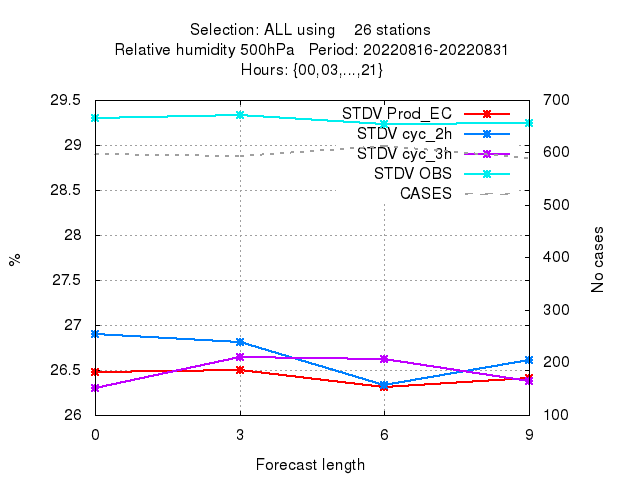 Selection: ALL using    26 stations
Relative humidity 500hPa   Period: 20220816-20220831
Hours: {00,03,...,21}
29.5
29
28.5
28
27.5
27
26.5
26
%
700
600
500
400
300
200
100
No cases
STDV Prod_EC
STDV cyc_2h
STDV cyc_3h
STDV OBS
CASES
0 3 6 9
Forecast length